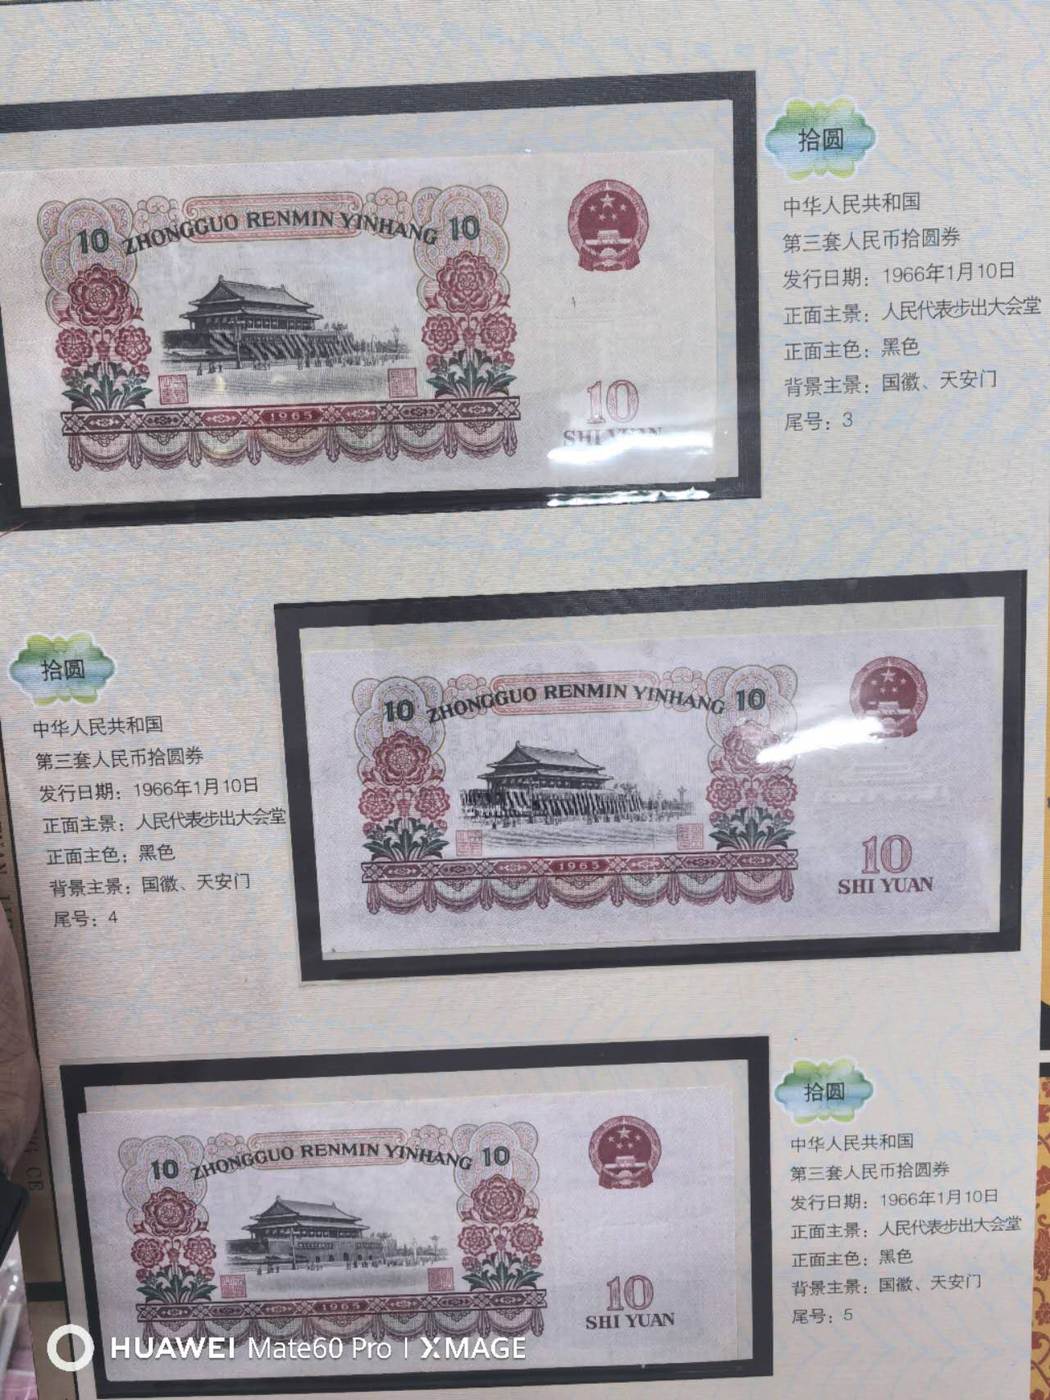 10 ZHONGGUO RENMIN YINHANG 10
1965
10
SHI YUAN
拾圆
中华人民共和国
第三套人民币拾圆券
发行日期：1966年1月10日
正面主景：人民代表步出大会堂
正面主色：黑色
背景主景：国徽、天安门
尾号：3
拾圆
中华人民共和国
第三套人民币拾圆券
发行日期：1966年1月10日
正面主景：人民代表步出大会堂
正面主色：黑色
背景主景：国徽、天安门
尾号：4
10 ZHONGGUO RENMIN YINHANG 10
1965
10
SHI YUAN
10 ZHONGGUO RENMIN YINHANG 10
1965
10
SHI YUAN
拾圆
中华人民共和国
第三套人民币拾圆券
发行日期：1966年1月10日
正面主景：人民代表步出大会堂
正面主色：黑色
背景主景：国徽、天安门
尾号：5
HUAWEI Mate60 Pro | XMAGE